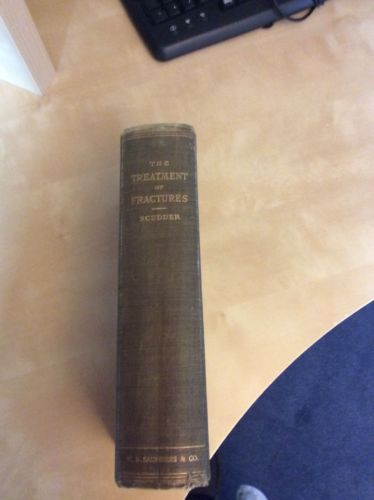 THE
TREATMENT
OF
FRACTURES
SCUDDER
W. B. SAUNDERS & CO.